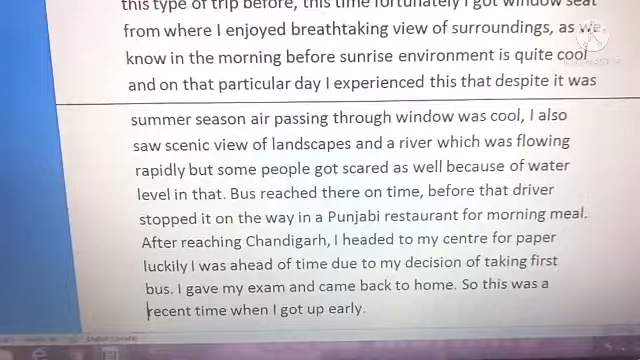 this type of trip before, this time fortunately I got window seat
from where I enjoyed breathtaking view of surroundings, as we
know in the morning before sunrise environment is quite cool
and on that particular day I experienced this that despite it was
summer season air passing through window was cool, I also
saw scenic view of landscapes and a river which was flowing
rapidly but some people got scared as well because of water
level in that. Bus reached there on time, before that driver
stopped it on the way in a Punjabi restaurant for morning meal.
After reaching Chandigarh, I headed to my centre for paper
luckily I was ahead of time due to my decision of taking first
bus. I gave my exam and came back to home. So this was a
recent time when I got up early.
English (Canada)